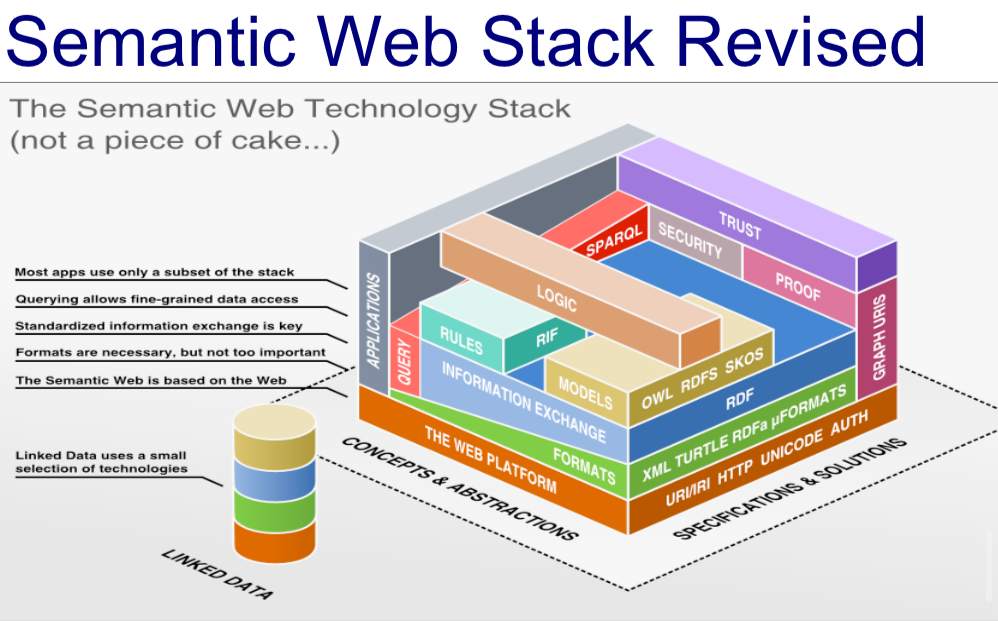 Semantic Web Stack Revised
The Semantic Web Technology Stack
(not a piece of cake...)
Most apps use only a subset of the stack
Querying allows fine-grained data access
Standardized information exchange is key
Formats are necessary, but not too important
The Semantic Web is based on the Web
Linked Data uses a small
selection of technologies
LINKED DATA
APPLICATIONS
QUERY
RULES
RIF
LOGIC
SPARQL
SECURITY
TRUST
PROOF
GRAPH URIS
MODELS
OWL RDFS SKOS
INFORMATION EXCHANGE
RDF
FORMATS
XML TURTLE RDFa µFORMATS
THE WEB PLATFORM
URI/IRI HTTP UNICODE AUTH
CONCEPTS & ABSTRACTIONS
SPECIFICATIONS & SOLUTIONS